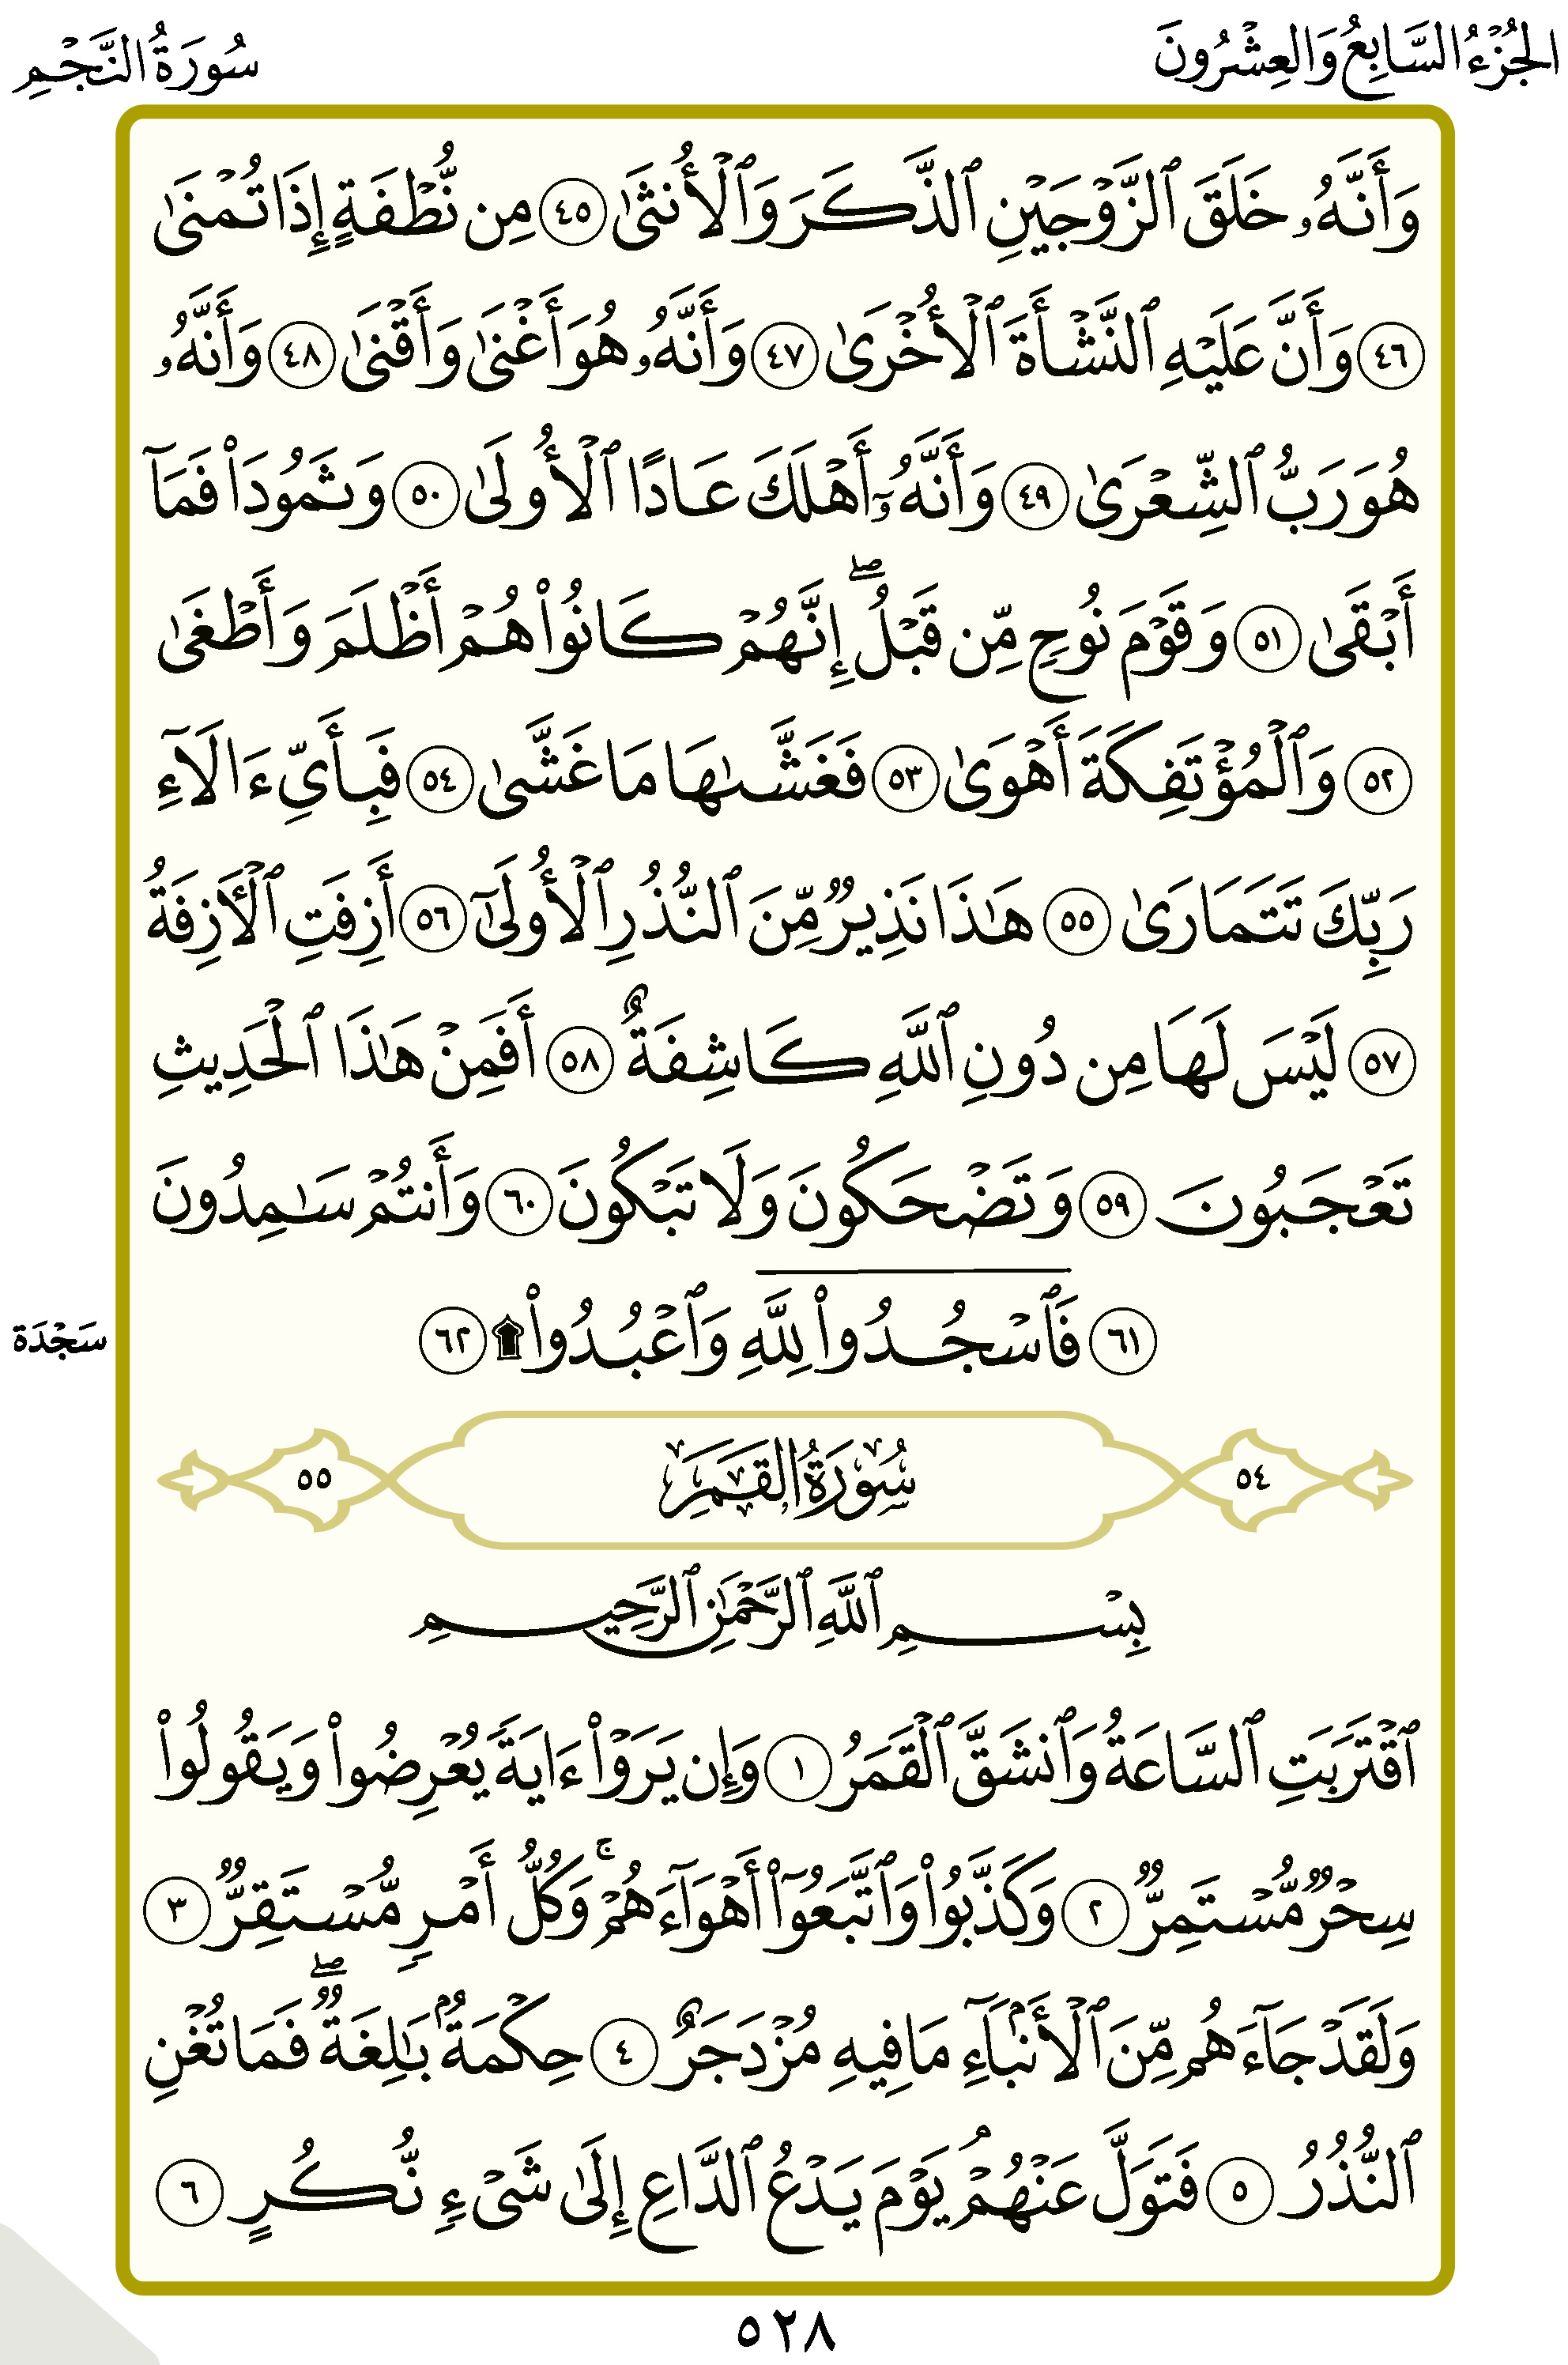 الجُزْءُ السَّابِعُ وَالعِشْرُونَ
سُورَةُ النَّجْمِ
وَأَنَّهُۥ خَلَقَ ٱلزَّوۡجَيۡنِ ٱلذَّكَرَ وَٱلۡأُنثَىٰ ٤٥ مِن نُّطۡفَةٍ إِذَا تُمۡنَىٰ
٤٦ وَأَنَّ عَلَيۡهِ ٱلنَّشۡأَةَ ٱلۡأُخۡرَىٰ ٤٧ وَأَنَّهُۥ هُوَ أَغۡنَىٰ وَأَقۡنَىٰ ٤٨ وَأَنَّهُۥ
هُوَ رَبُّ ٱلشِّعۡرَىٰ ٤٩ وَأَنَّهُۥٓ أَهۡلَكَ عَادًا ٱلۡأُولَىٰ ٥٠ وَثَمُودَاْ فَمَآ
أَبۡقَىٰ ٥١ وَقَوۡمَ نُوحٖ مِّن قَبۡلُۖ إِنَّهُمۡ كَانُواْ هُمۡ أَظۡلَمَ وَأَطۡغَىٰ
٥٢ وَٱلۡمُؤۡتَفِكَةَ أَهۡوَىٰ ٥٣ فَغَشَّىٰهَا مَا غَشَّىٰ ٥٤ فَبِأَيِّ ءَالَآءِ
رَبِّكَ تَتَمَارَىٰ ٥٥ هَٰذَا نَذِيرٞ مِّنَ ٱلنُّذُرِ ٱلۡأُولَىٰٓ ٥٦ أَزِفَتِ ٱلۡأٓزِفَةُ
٥٧ لَيۡسَ لَهَا مِن دُونِ ٱللَّهِ كَاشِفَةٌ ٥٨ أَفَمِنۡ هَٰذَا ٱلۡحَدِيثِ
تَعۡجَبُونَ ٥٩ وَتَضۡحَكُونَ وَلَا تَبۡكُونَ ٦٠ وَأَنتُمۡ سَٰمِدُونَ
٦١ فَٱسۡجُدُواْۤ لِلَّهِۤ وَٱعۡبُدُواْ ۩ ٦٢
سَجْدَة
٥٤ سُورَةُ القَمَرِ ٥٥
بِسۡمِ ٱللَّهِ ٱلرَّحۡمَٰنِ ٱلرَّحِيمِ
ٱقۡتَرَبَتِ ٱلسَّاعَةُ وَٱنشَقَّ ٱلۡقَمَرُ ١ وَإِن يَرَوۡاْ ءَايَةٗ يُعۡرِضُواْ وَيَقُولُواْ
سِحۡرٞ مُّسۡتَمِرّٞ ٢ وَكَذَّبُواْ وَٱتَّبَعُوٓاْ أَهۡوَآءَهُمۡۚ وَكُلُّ أَمۡرٖ مُّسۡتَقِرّٞ ٣
وَلَقَدۡ جَآءَهُم مِّنَ ٱلۡأَنۢبَآءِ مَا فِيهِ مُزۡدَجَرٌ ٤ حِكۡمَةُۢ بَٰلِغَةٞۖ فَمَا تُغۡنِ
ٱلنُّذُرُ ٥ فَتَوَلَّ عَنۡهُمۡۘ يَوۡمَ يَدۡعُ ٱلدَّاعِ إِلَىٰ شَيۡءٖ نُّكُرٍ ٦
٥٢٨